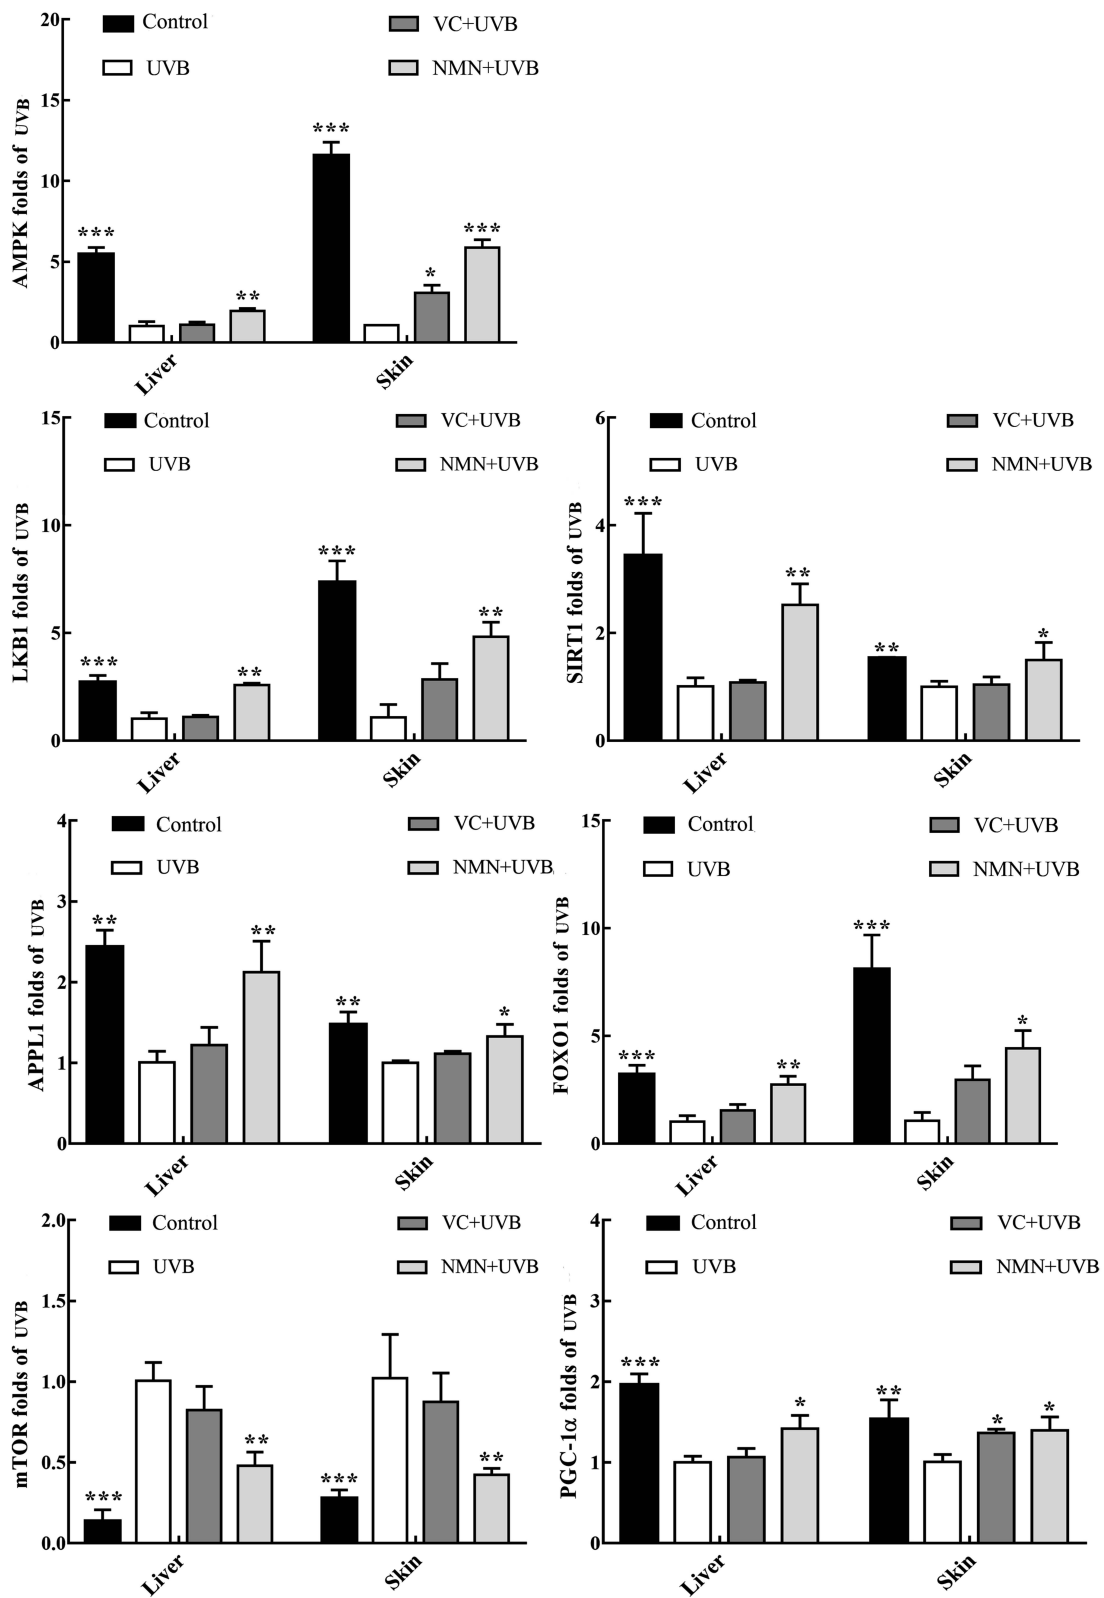 20
Control
VC+UVB
UVB
NMN+UVB
15
AMPK folds of UVB
***
10
***
***
5
*
**
0
Liver
Skin
15
Control
VC+UVB
UVB
NMN+UVB
LKB1 folds of UVB
10
***
**
5
***
**
0
Liver
Skin
6
Control
VC+UVB
UVB
NMN+UVB
SIRT1 folds of UVB
***
4
**
**
*
2
0
Liver
Skin
4
Control
VC+UVB
UVB
NMN+UVB
APPL1 folds of UVB
3
**
**
2
**
*
1
0
Liver
Skin
15
Control
VC+UVB
UVB
NMN+UVB
FOXO1 folds of UVB
10
***
5
***
**
*
0
Liver
Skin
2.0
Control
VC+UVB
UVB
NMN+UVB
mTOR folds of UVB
1.5
1.0
**
**
0.5
***
***
0.0
Liver
Skin
4
Control
VC+UVB
UVB
NMN+UVB
PGC-1α folds of UVB
3
***
2
*
**
*
*
1
0
Liver
Skin